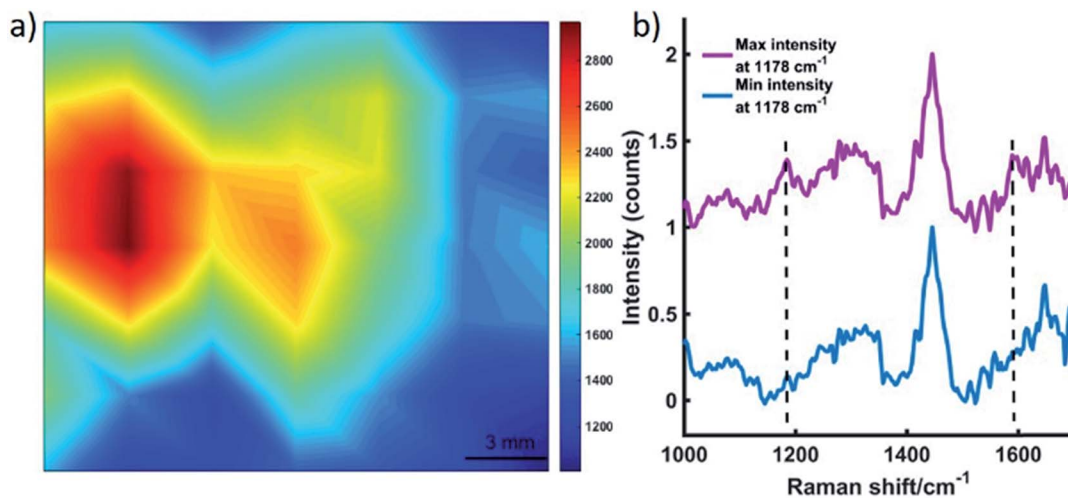 a)
2800
2600
2400
2200
2000
1800
1600
1400
1200
3 mm
b)
Max intensity
at 1178 cm⁻¹
Min intensity
at 1178 cm⁻¹
Intensity (counts)
2
1.5
1
0.5
0
1000 1200 1400 1600
Raman shift/cm⁻¹